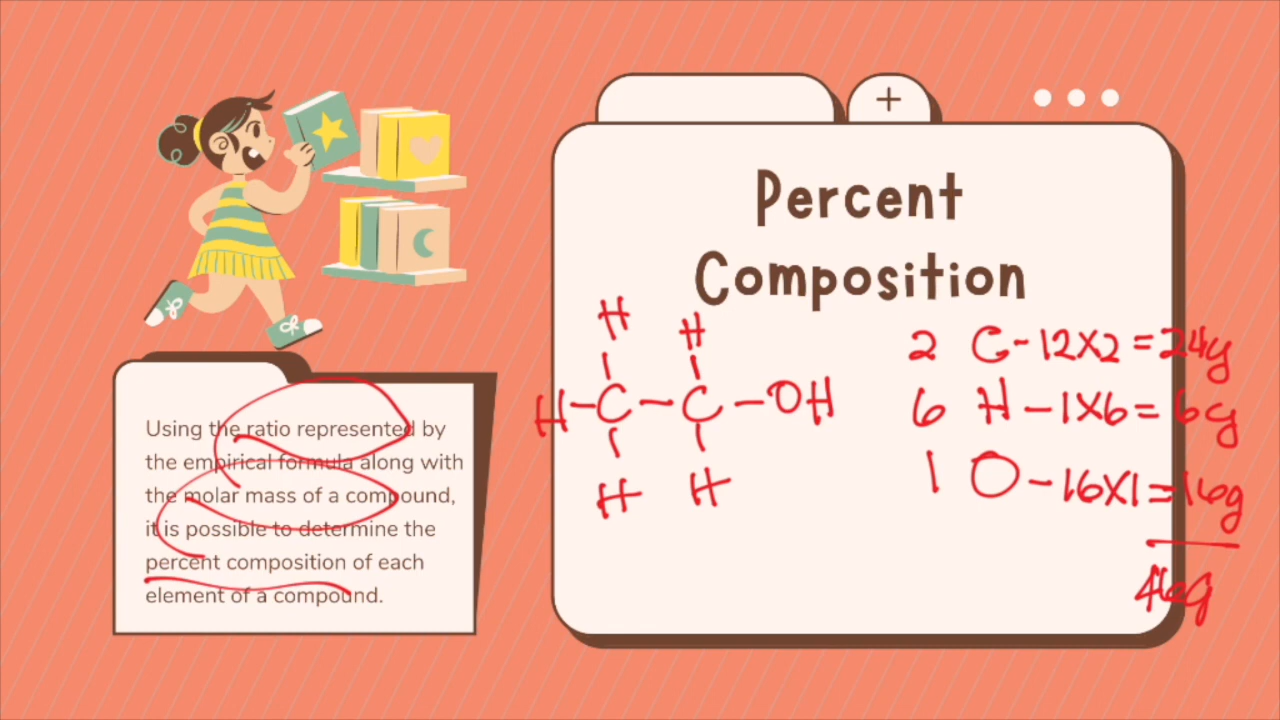 +
Percent
Composition
H H
H-C-C-OH
H H
2 C-12X2=24g
6 H-1X6=6g
1 O-16X1=16g
46g
Using the ratio represented by
the empirical formula along with
the molar mass of a compound,
it is possible to determine the
percent composition of each
element of a compound.